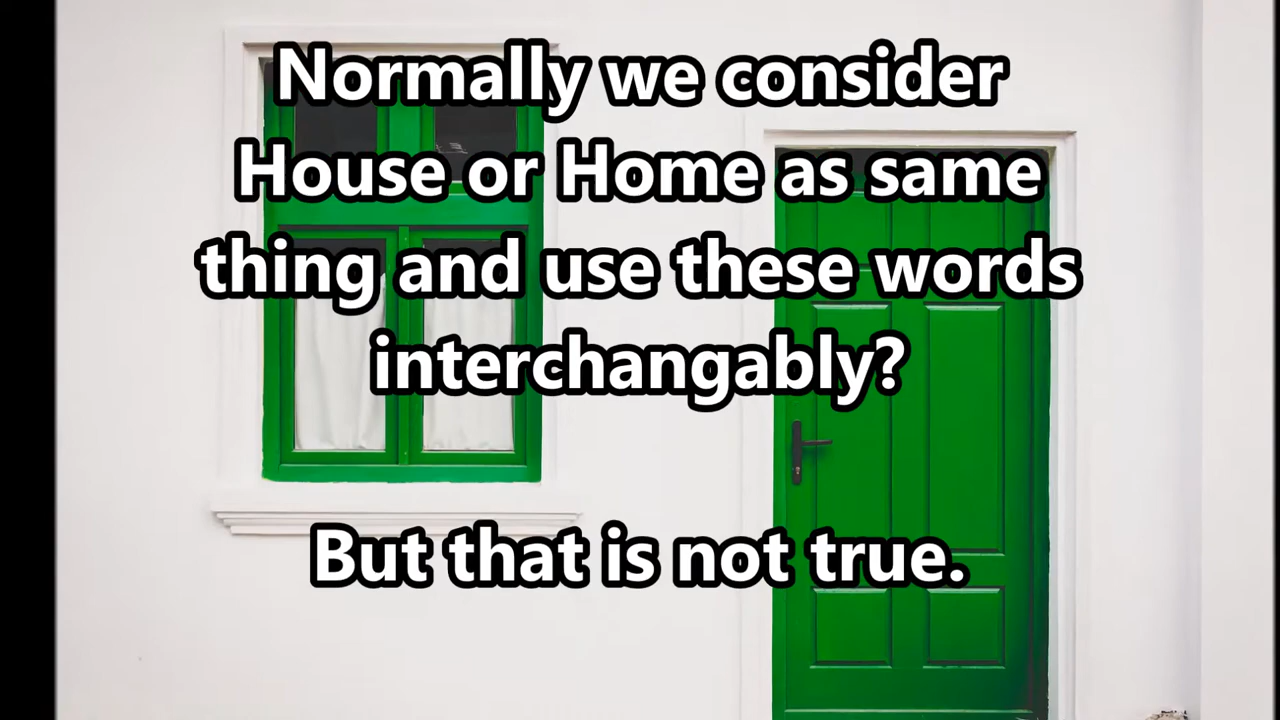 Normally we consider
House or Home as same
thing and use these words
interchangably?
But that is not true.